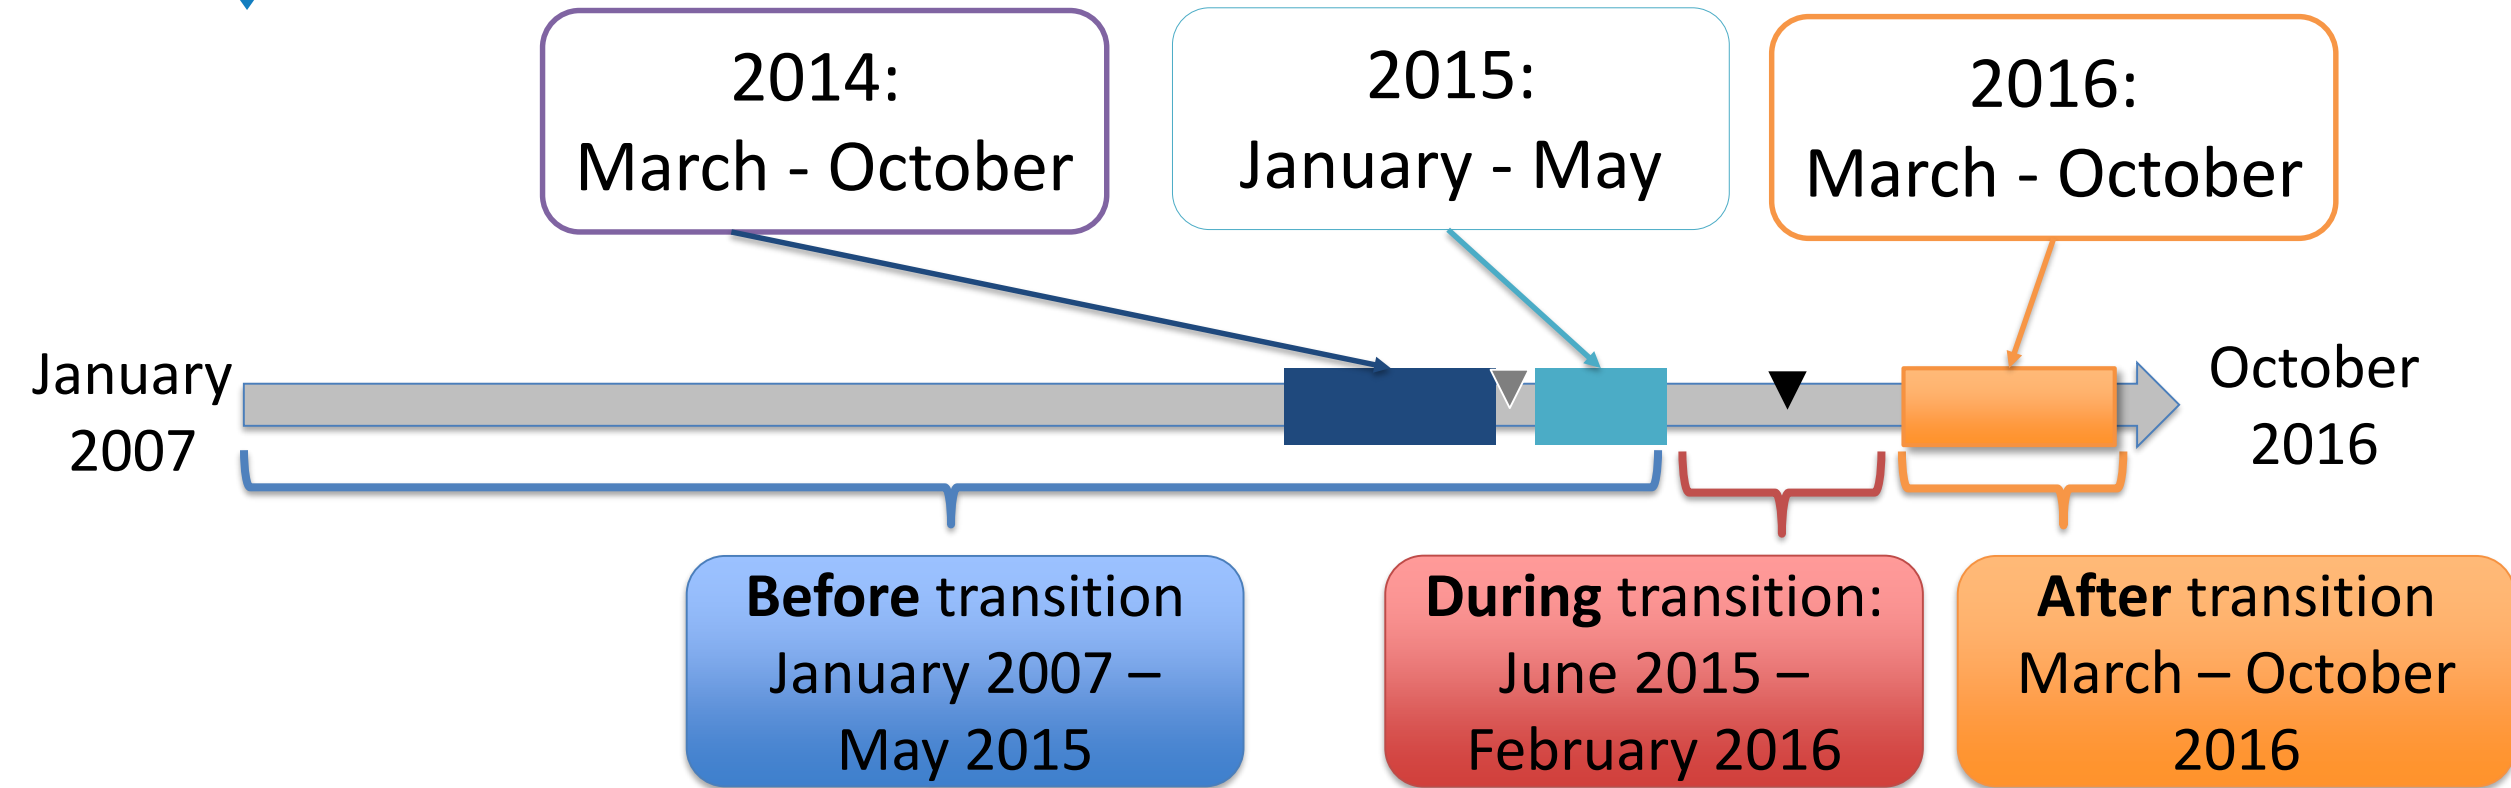 2014:
March - October
2015:
January - May
2016:
March - October
January
2007
October
2016
Before transition
January 2007 –
May 2015
During transition:
June 2015 –
February 2016
After transition
March – October
2016